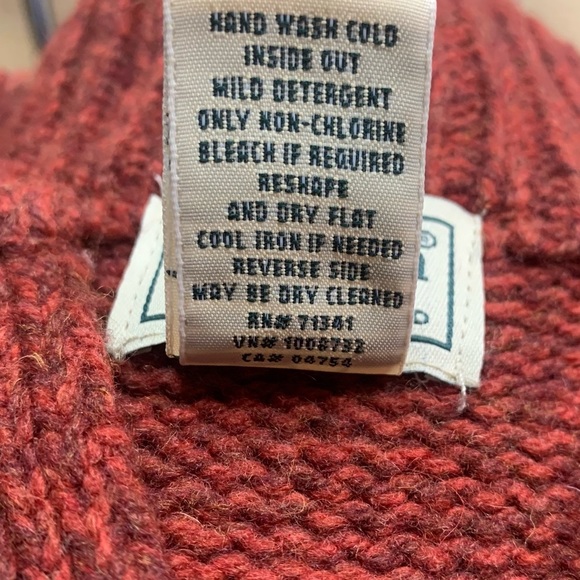 HAND WASH COLD
INSIDE OUT
MILD DETERGENT
ONLY NON-CHLORINE
BLEACH IF REQUIRED
RESHAPE
AND DRY FLAT
COOL IRON IF NEEDED
REVERSE SIDE
MAY BE DRY CLEANED
RN# 71341
VN# 1008732
CA# 04754
®